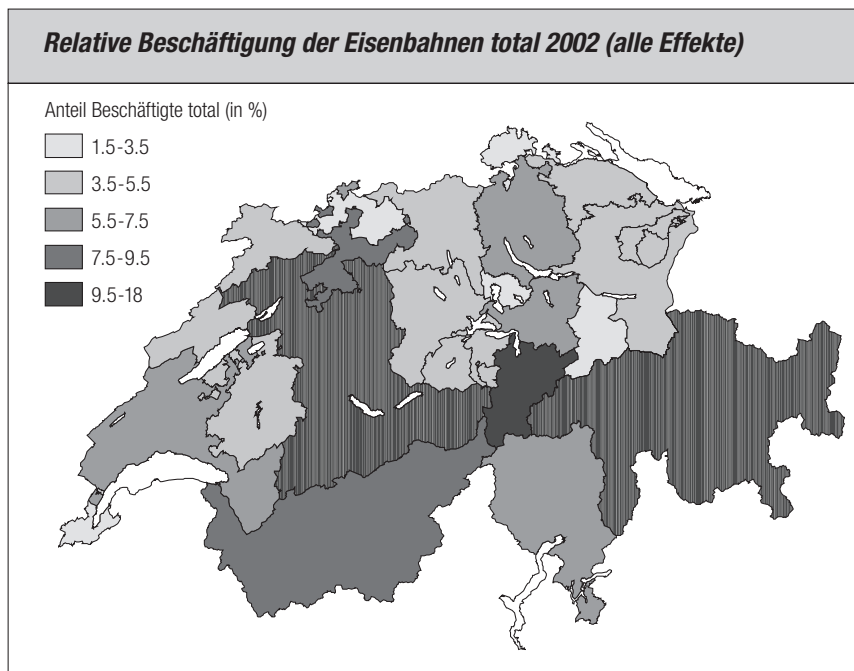 Relative Beschäftigung der Eisenbahnen total 2002 (alle Effekte)
Anteil Beschäftigte total (in %)
1.5-3.5
3.5-5.5
5.5-7.5
7.5-9.5
9.5-18